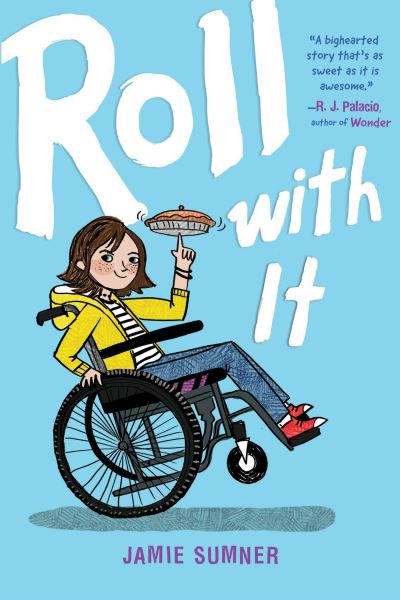 Roll
"A bighearted
story that's as
sweet as it is
awesome."
—R. J. Palacio,
author of Wonder
with
It
JAMIE SUMNER